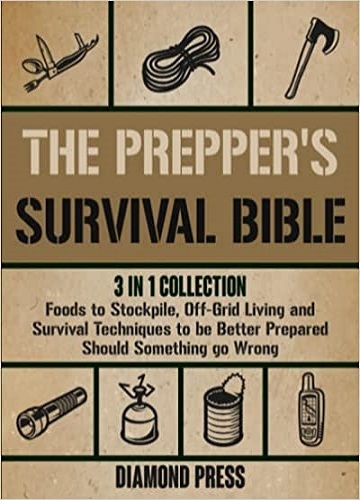 THE PREPPER'S
SURVIVAL BIBLE
3 IN 1 COLLECTION
Foods to Stockpile, Off-Grid Living and
Survival Techniques to be Better Prepared
Should Something go Wrong
DIAMOND PRESS